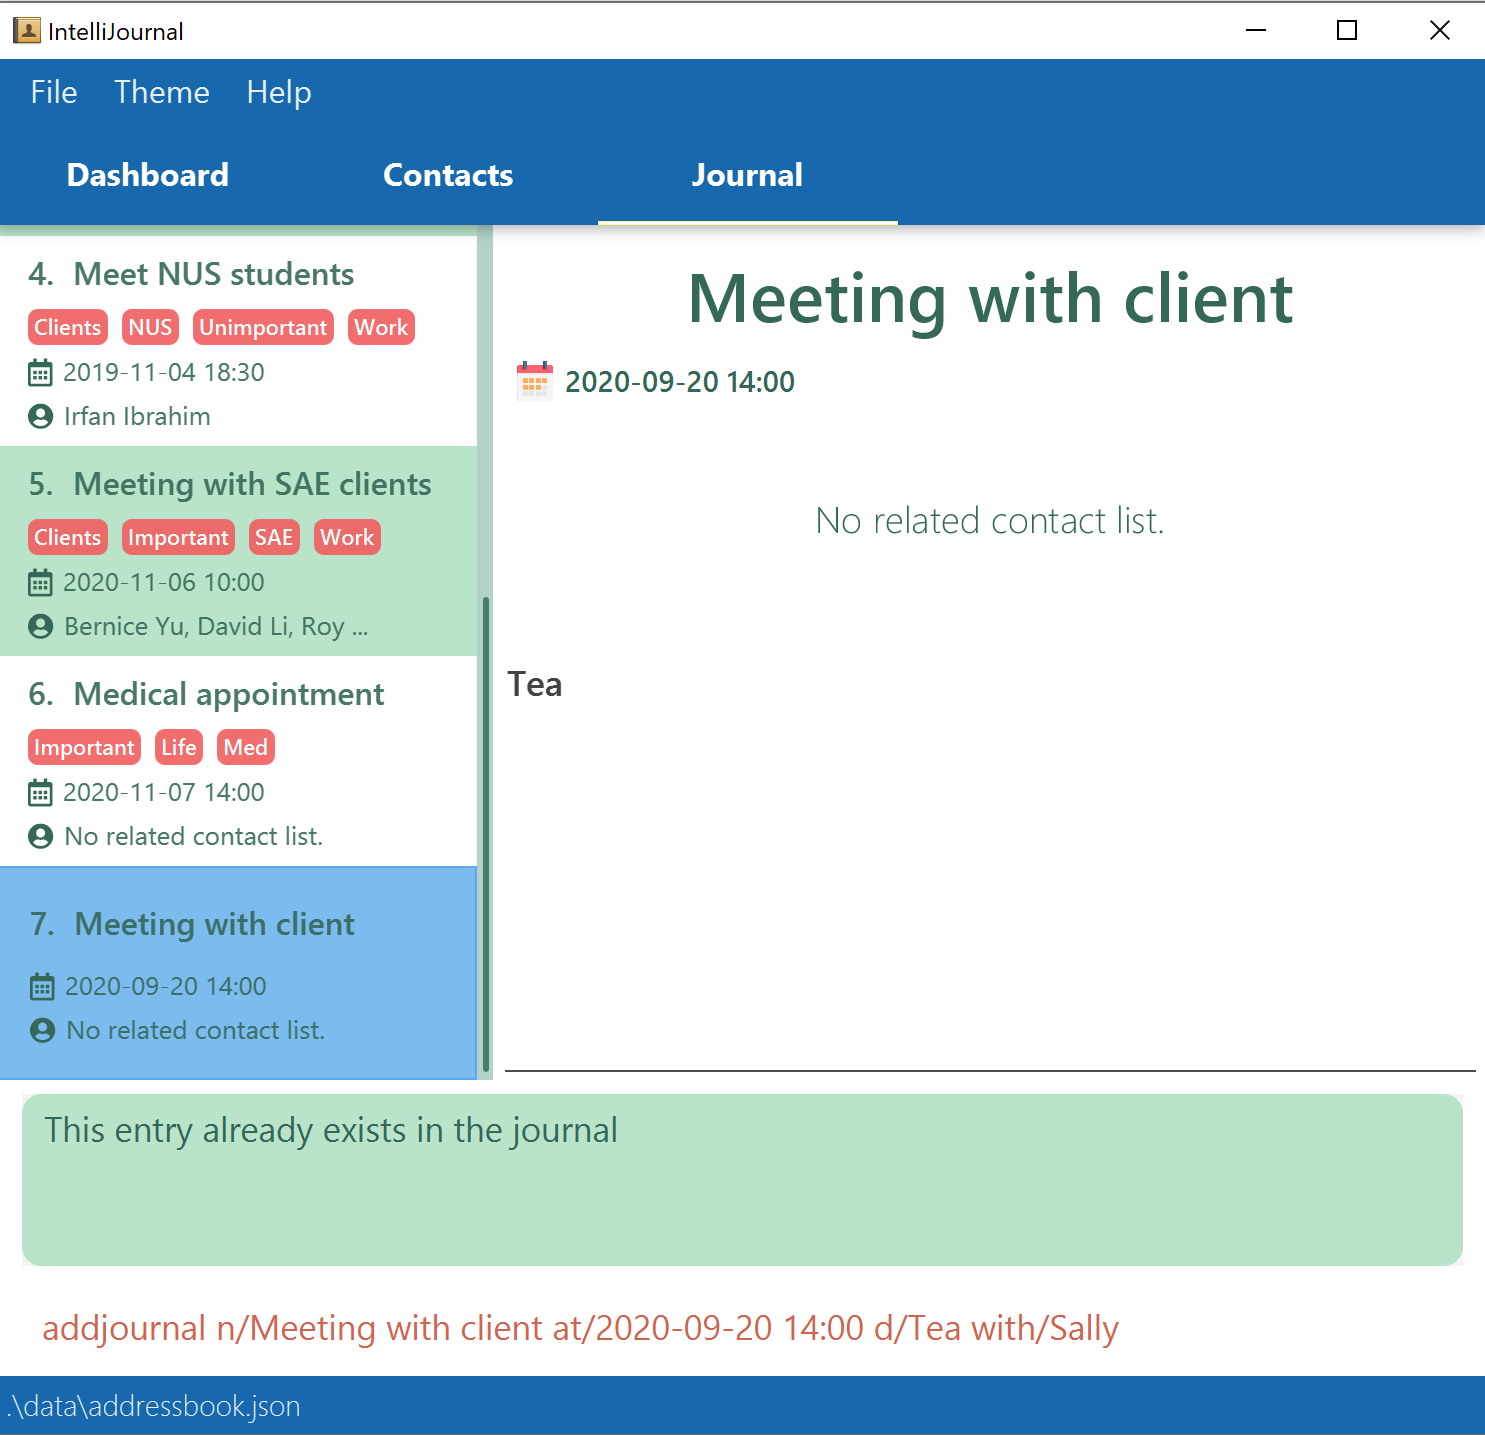 IntelliJournal
File Theme Help
Dashboard Contacts Journal
4. Meet NUS students
Clients NUS Unimportant Work
2019-11-04 18:30
Irfan Ibrahim
5. Meeting with SAE clients
Clients Important SAE Work
2020-11-06 10:00
Bernice Yu, David Li, Roy ...
6. Medical appointment
Important Life Med
2020-11-07 14:00
No related contact list.
7. Meeting with client
2020-09-20 14:00
No related contact list.
Meeting with client
2020-09-20 14:00
No related contact list.
Tea
This entry already exists in the journal
addjournal n/Meeting with client at/2020-09-20 14:00 d/Tea with/Sally
.\data\addressbook.json